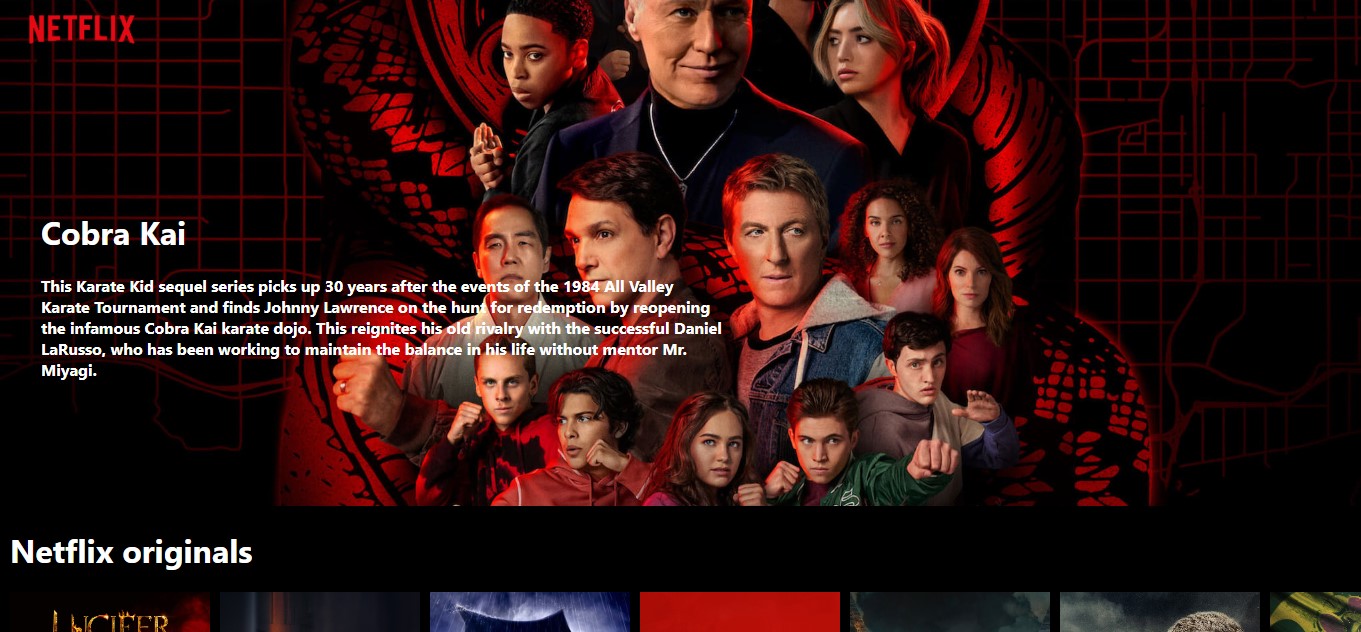 NETFLIX
Cobra Kai
This Karate Kid sequel series picks up 30 years after the events of the 1984 All Valley
Karate Tournament and finds Johnny Lawrence on the hunt for redemption by reopening
the infamous Cobra Kai karate dojo. This reignites his old rivalry with the successful Daniel
LaRusso, who has been working to maintain the balance in his life without mentor Mr.
Miyagi.
Netflix originals
LUCIFER